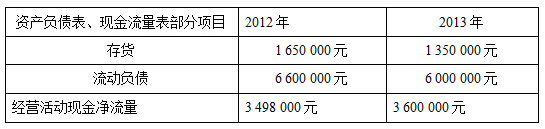 资产负债表、现金流量表部分项目 2012年 2013年
存货 1 650 000元 1 350 000元
流动负债 6 600 000元 6 000 000元
经营活动现金净流量 3 498 000元 3 600 000元